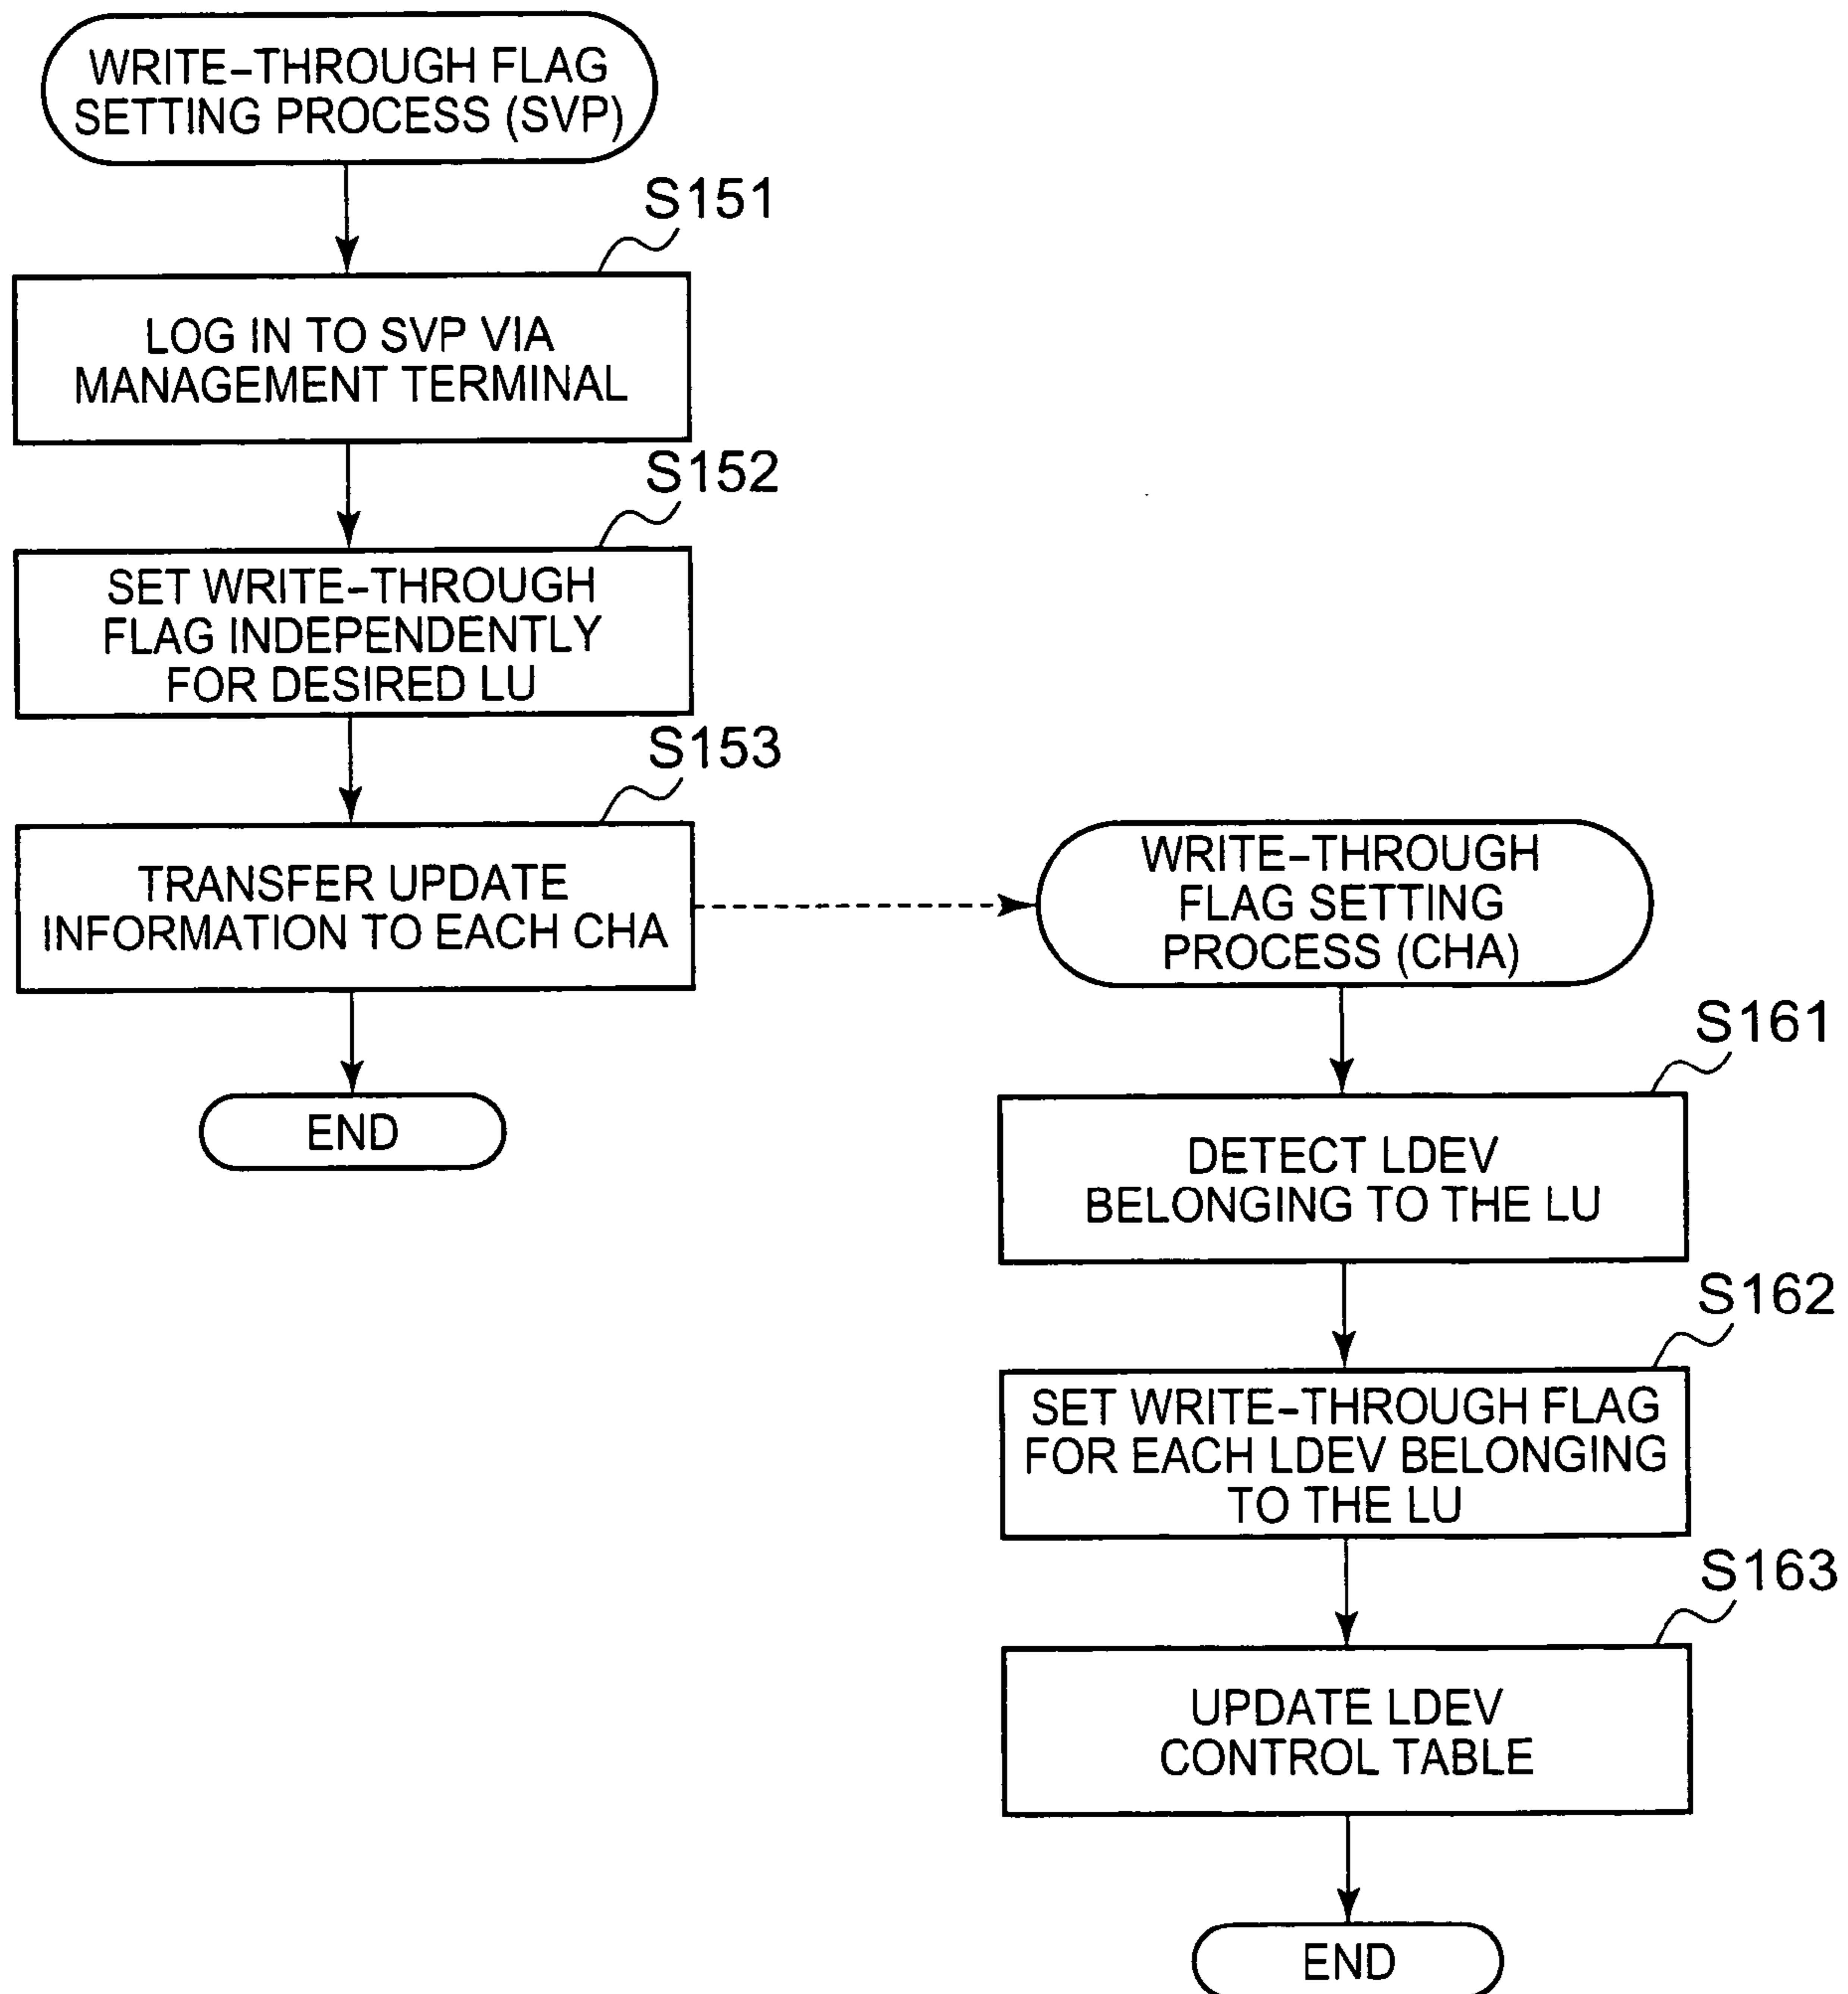 WRITE-THROUGH FLAG
SETTING PROCESS (SVP)
S151
LOG IN TO SVP VIA
MANAGEMENT TERMINAL
S152
SET WRITE-THROUGH
FLAG INDEPENDENTLY
FOR DESIRED LU
S153
TRANSFER UPDATE
INFORMATION TO EACH CHA
END
WRITE-THROUGH
FLAG SETTING
PROCESS (CHA)
S161
DETECT LDEV
BELONGING TO THE LU
S162
SET WRITE-THROUGH FLAG
FOR EACH LDEV BELONGING
TO THE LU
S163
UPDATE LDEV
CONTROL TABLE
END